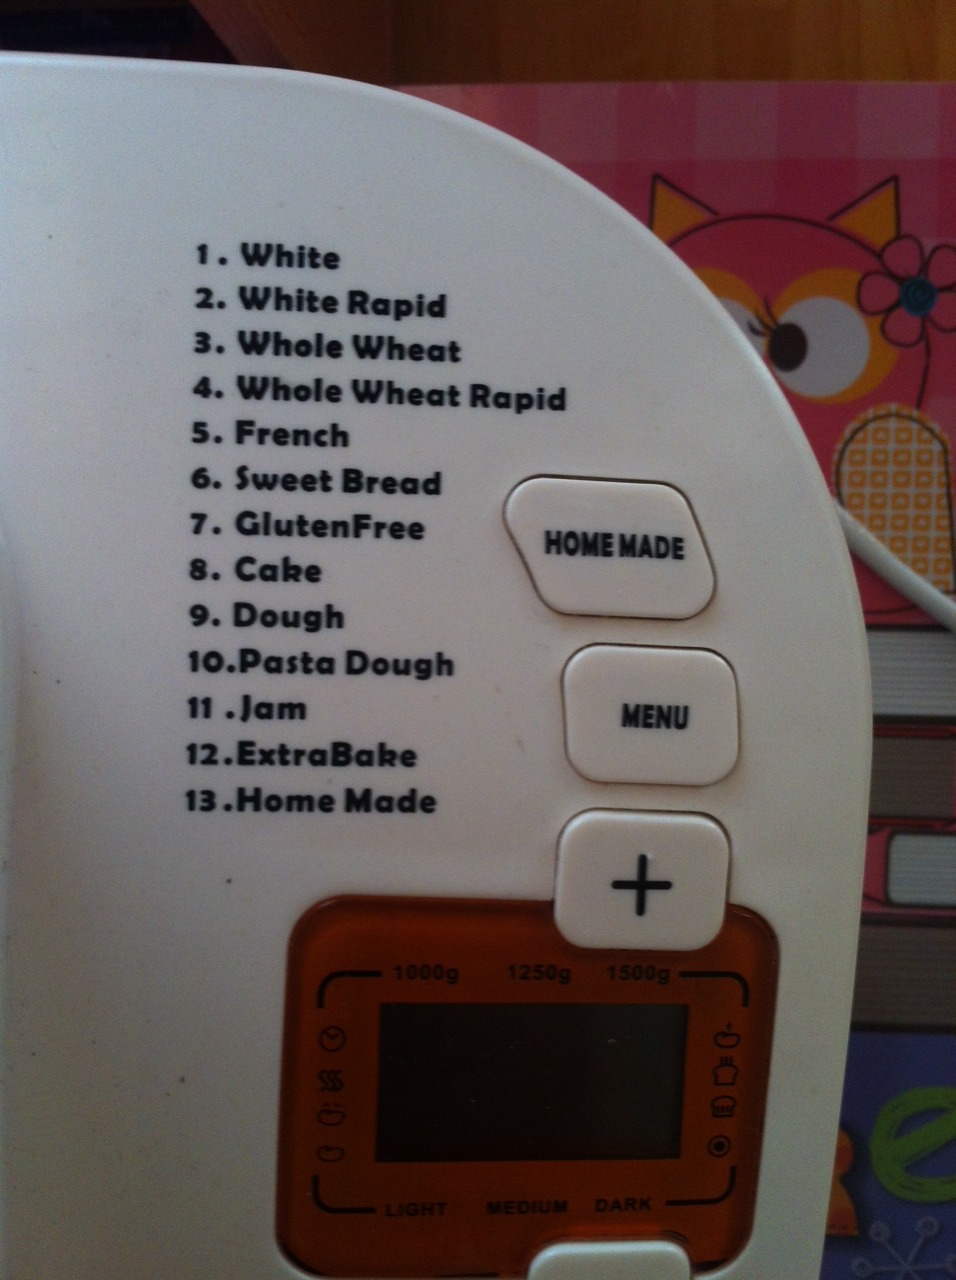 1. White
2. White Rapid
3. Whole Wheat
4. Whole Wheat Rapid
5. French
6. Sweet Bread
7. GlutenFree
8. Cake
9. Dough
10.Pasta Dough
11 .Jam
12.ExtraBake
13.Home Made
HOME MADE
MENU
+
1000g 1250g 1500g
LIGHT MEDIUM DARK
e